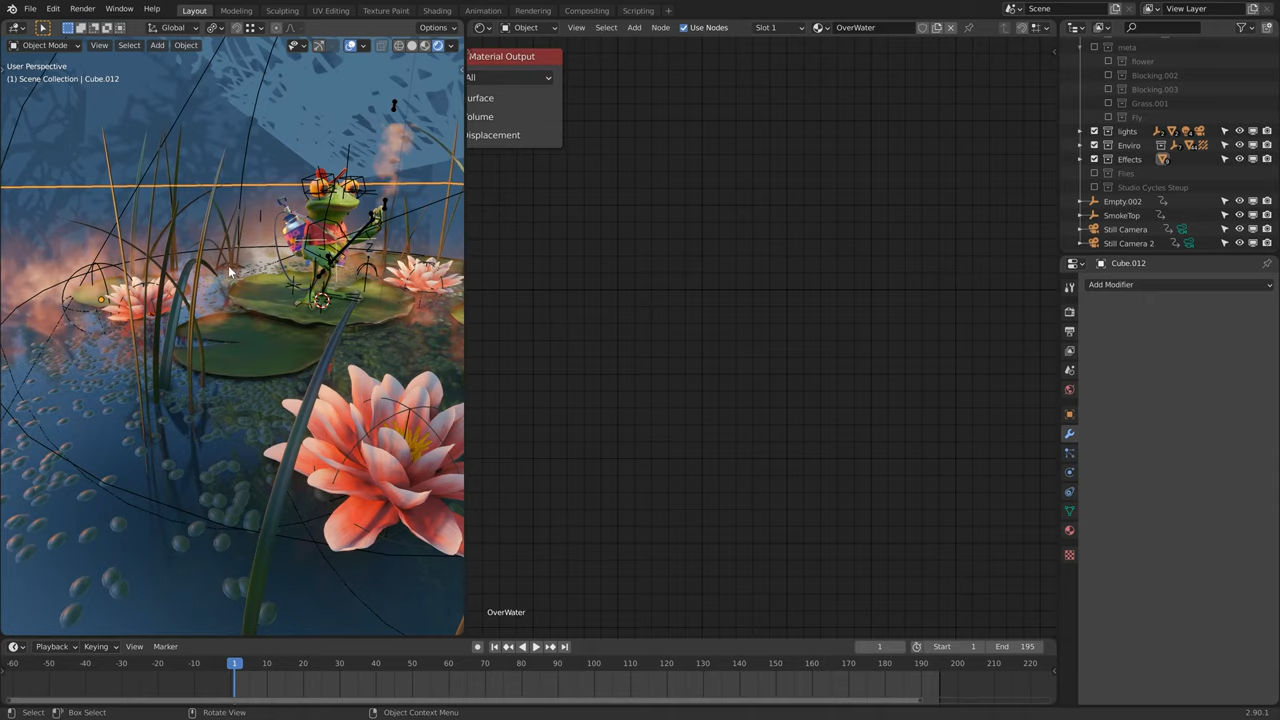 File Edit Render Window Help Layout Modeling Sculpting UV Editing Texture Paint Shading Animation Rendering Compositing Scripting + Scene View Layer
Global Options Object View Select Add Node Use Nodes Slot 1 OverWater
Object Mode View Select Add Object
User Perspective
(1) Scene Collection | Cube.012
Material Output
All
urface
olume
isplacement
OverWater
meta
flower
Blocking.002
Blocking.003
Grass.001
Fly
lights
Enviro
Effects
Flies
Studio Cycles Steup
Empty.002
SmokeTop
Still Camera
Still Camera 2
Cube.012
Add Modifier
Playback Keying View Marker 1 Start 1 End 195
-60 -50 -40 -30 -20 -10 1 10 20 30 40 50 60 70 80 90 100 110 120 130 140 150 160 170 180 190 200 210 220
Select Box Select Rotate View Object Context Menu 2.90.1